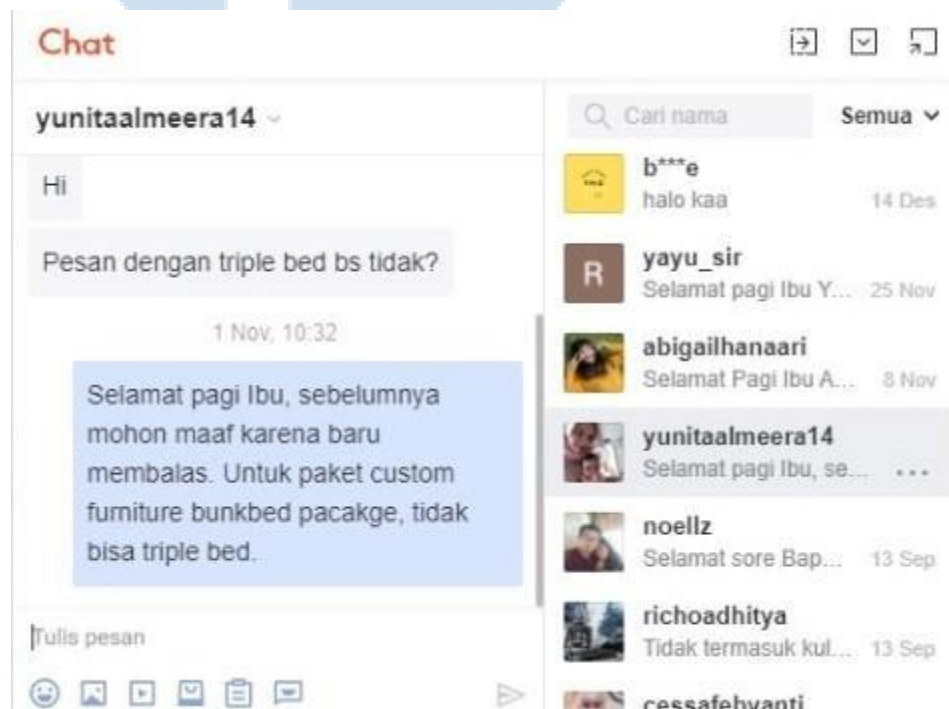 Chat
yunitaalmeera14
Hi
Pesan dengan triple bed bs tidak?
1 Nov, 10:32
Selamat pagi Ibu, sebelumnya
mohon maaf karena baru
membalas. Untuk paket custom
furniture bunkbed pacakge, tidak
bisa triple bed.
Tulis pesan
Cari nama
Semua
b***e
halo kaa
14 Des
R
yayu_sir
Selamat pagi Ibu Y...
25 Nov
abigailhanaari
Selamat Pagi Ibu A...
8 Nov
yunitaalmeera14
Selamat pagi Ibu, se...
noellz
Selamat sore Bap...
13 Sep
richoadhitya
Tidak termasuk kul...
13 Sep
cessafebyanti